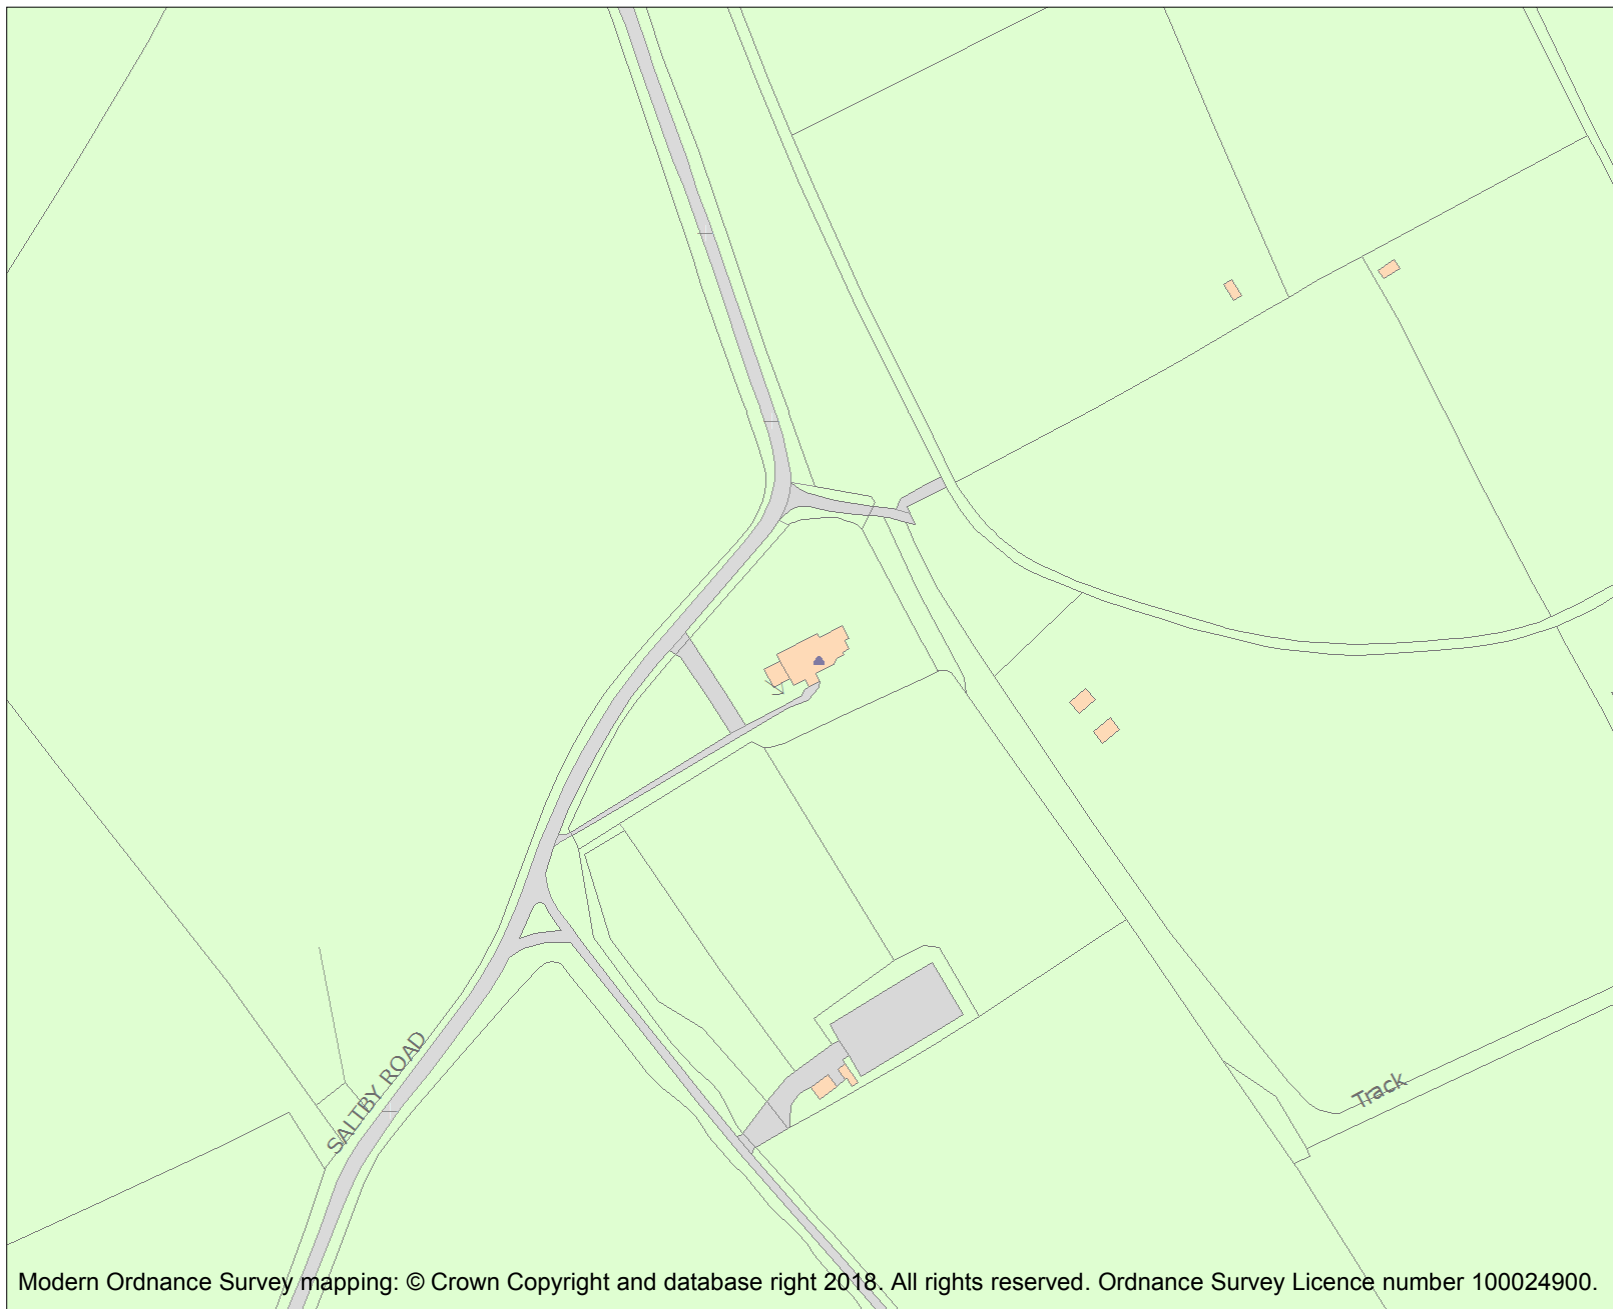 SALTBY ROAD
Track
Modern Ordnance Survey mapping: © Crown Copyright and database right 2018. All rights reserved. Ordnance Survey Licence number 100024900.